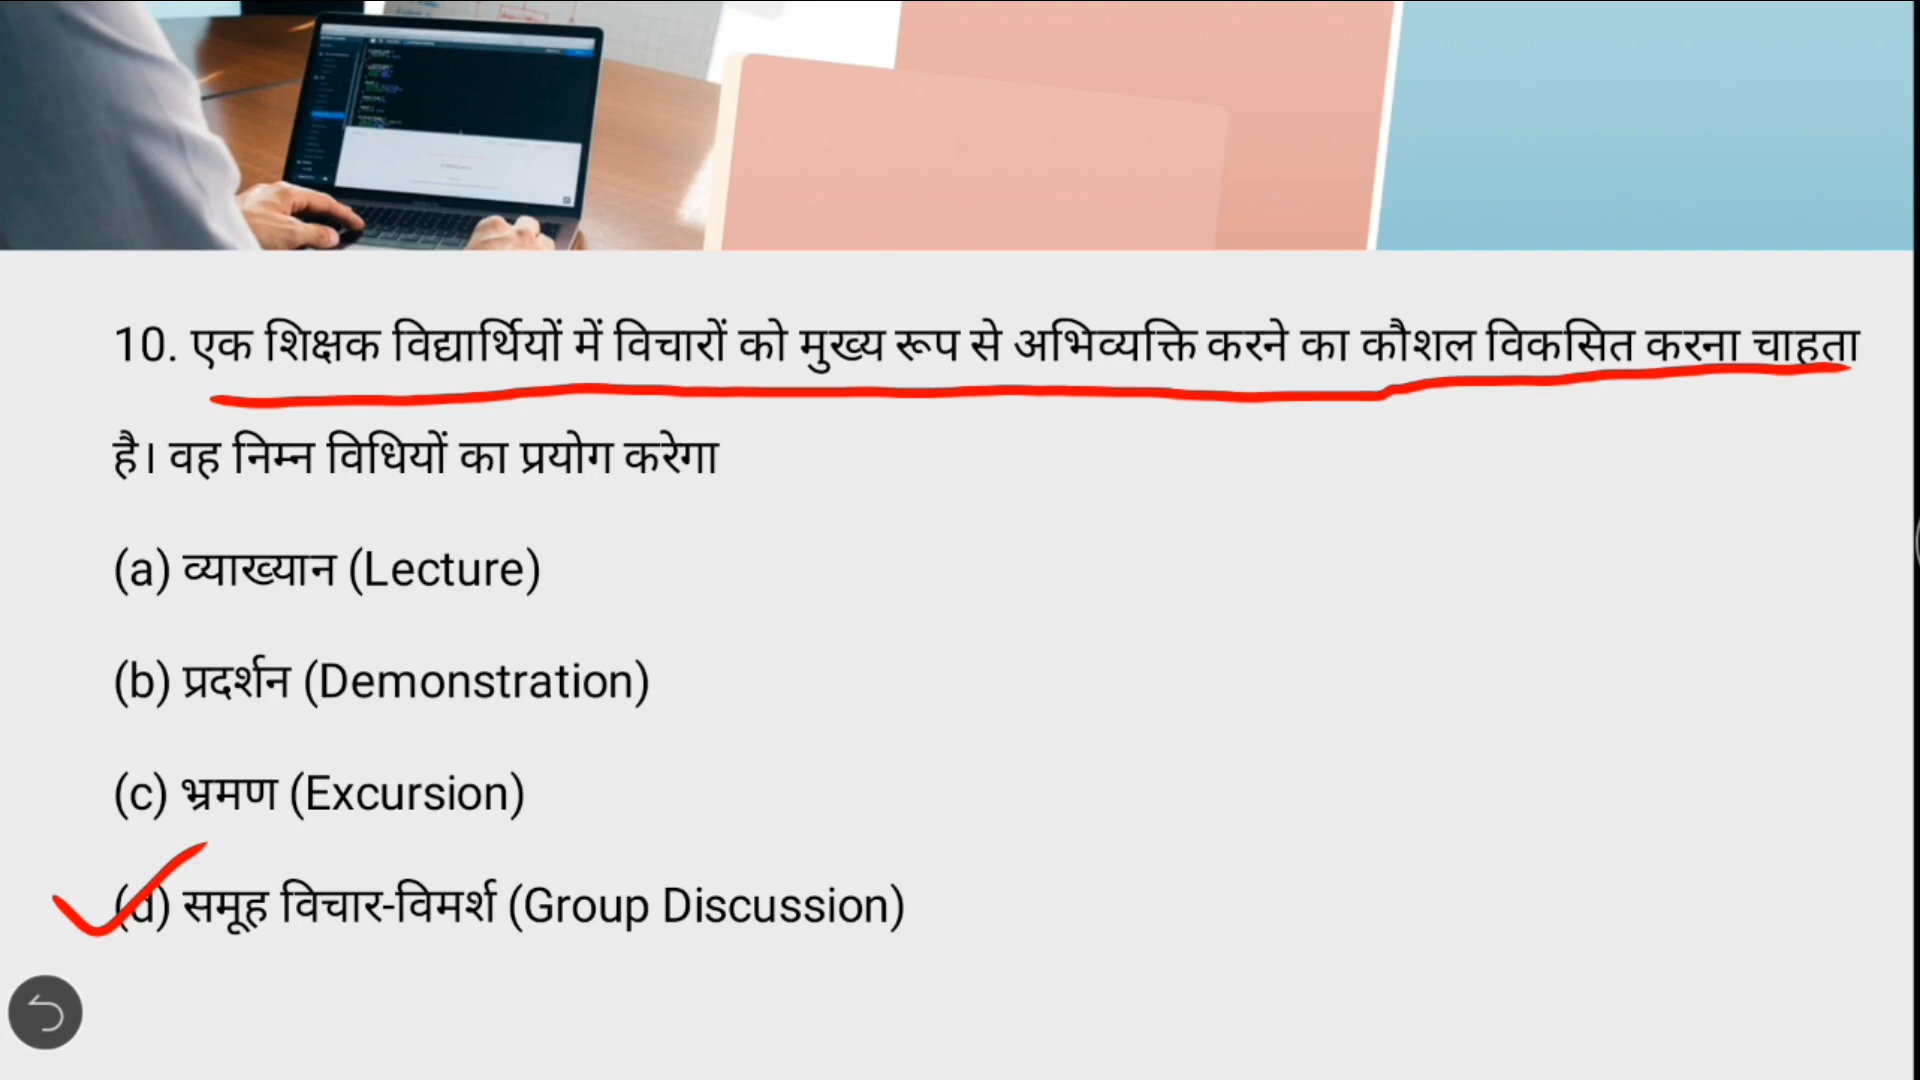 10. एक शिक्षक विद्यार्थियों में विचारों को मुख्य रूप से अभिव्यक्ति करने का कौशल विकसित करना चाहता
है। वह निम्न विधियों का प्रयोग करेगा
(a) व्याख्यान (Lecture)
(b) प्रदर्शन (Demonstration)
(c) भ्रमण (Excursion)
(d) समूह विचार-विमर्श (Group Discussion)